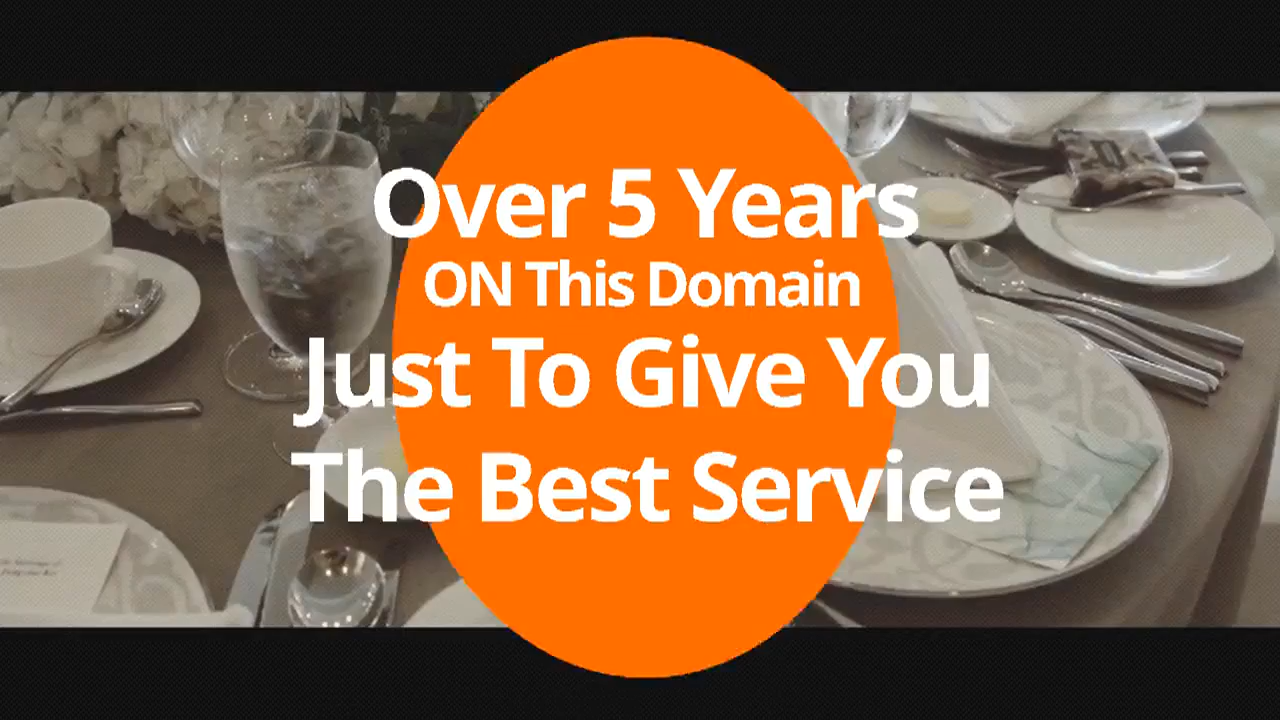 Over 5 Years
ON This Domain
Just To Give You
The Best Service